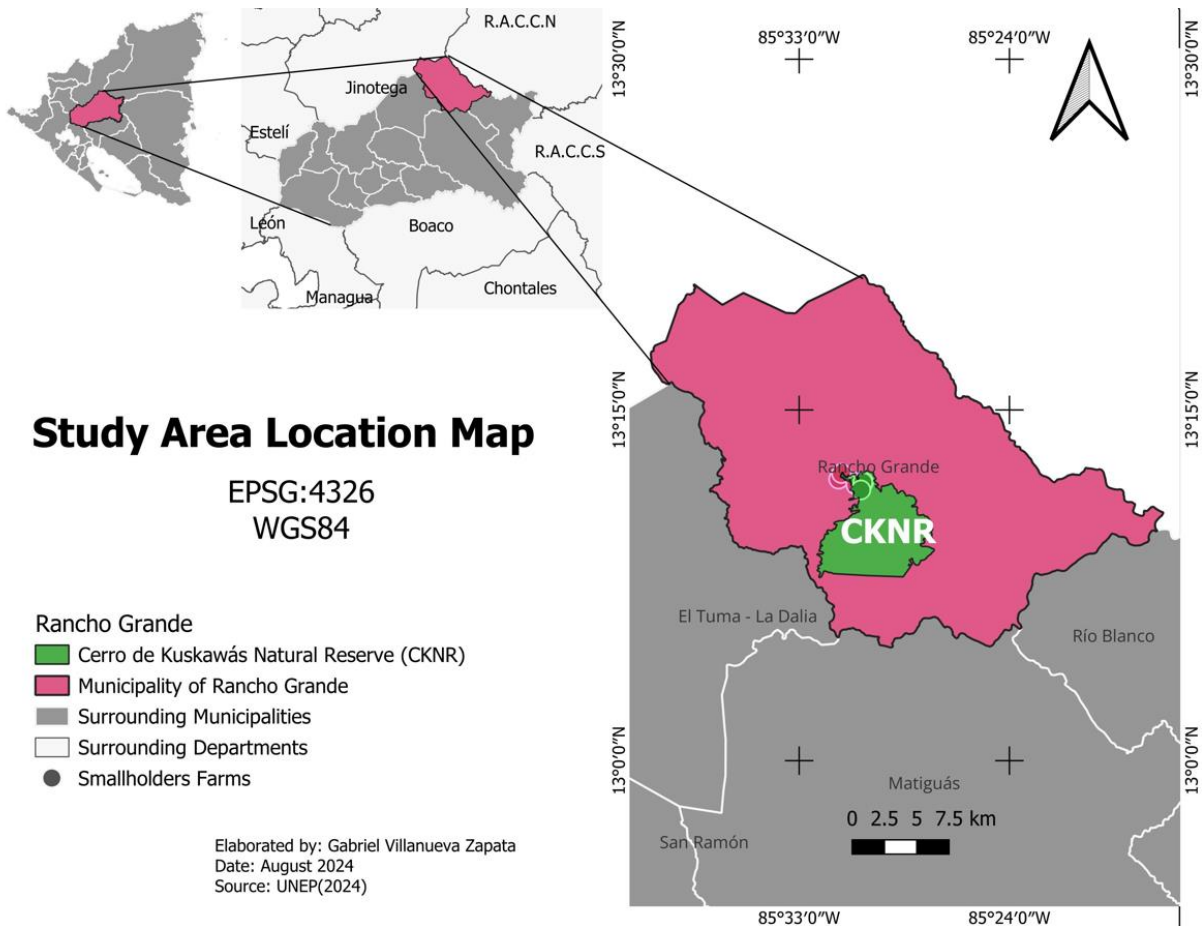 R.A.C.C.N
Jinotega
Estelí
R.A.C.C.S
León
Boaco
Managua
Chontales
85°33′0″W 85°24′0″W
13°30′0″N 13°30′0″N
Study Area Location Map
EPSG:4326
WGS84
13°15′0″N 13°15′0″N
Rancho Grande
CKNR
El Tuma - La Dalia
Río Blanco
Rancho Grande
Cerro de Kuskawás Natural Reserve (CKNR)
Municipality of Rancho Grande
Surrounding Municipalities
Surrounding Departments
Smallholders Farms
13°0′0″N 13°0′0″N
Matiguás
0 2.5 5 7.5 km
San Ramón
Elaborated by: Gabriel Villanueva Zapata
Date: August 2024
Source: UNEP(2024)
85°33′0″W 85°24′0″W